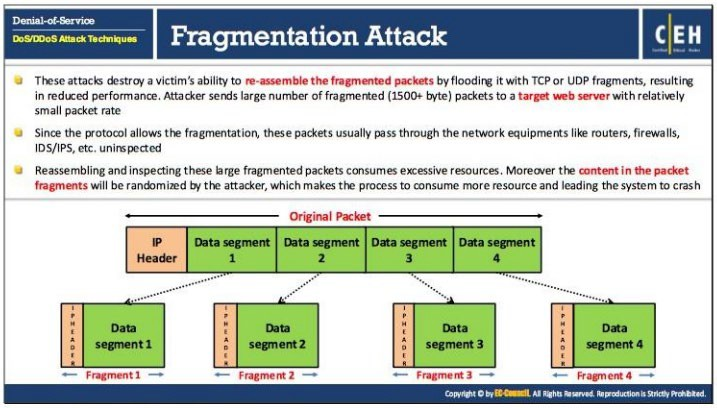 Denial-of-Service
DoS/DDoS Attack Techniques
Fragmentation Attack
C|EH
Certified Ethical Hacker
These attacks destroy a victim's ability to re-assemble the fragmented packets by flooding it with TCP or UDP fragments, resulting
in reduced performance. Attacker sends large number of fragmented (1500+ byte) packets to a target web server with relatively
small packet rate
Since the protocol allows the fragmentation, these packets usually pass through the network equipments like routers, firewalls,
IDS/IPS, etc. uninspected
Reassembling and inspecting these large fragmented packets consumes excessive resources. Moreover the content in the packet
fragments will be randomized by the attacker, which makes the process to consume more resource and leading the system to crash
Original Packet
IP
Header
Data segment
1
Data segment
2
Data segment
3
Data segment
4
IP HEADER
Data
segment 1
IP HEADER
Data
segment 2
IP HEADER
Data
segment 3
IP HEADER
Data
segment 4
Fragment 1
Fragment 2
Fragment 3
Fragment 4
Copyright © by EC-Council. All Rights Reserved. Reproduction is Strictly Prohibited.